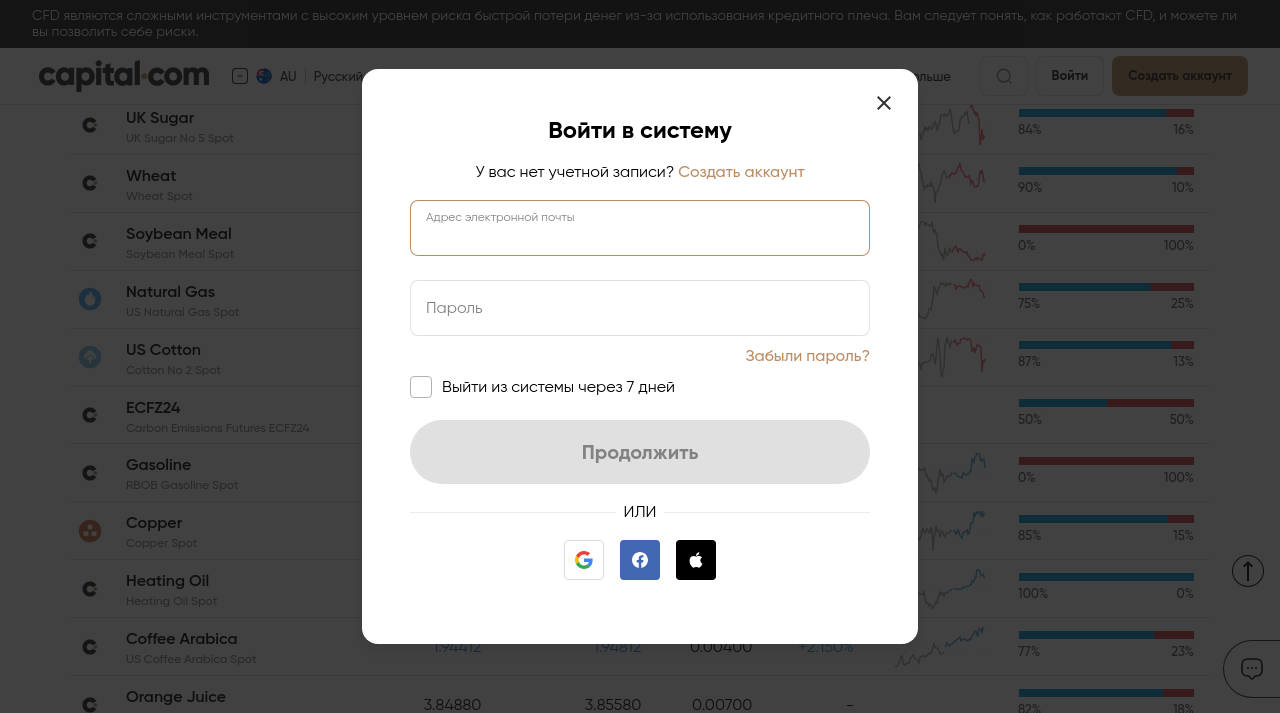 CFD являются сложными инструментами с высоким уровнем риска быстрой потери денег из-за использования кредитного плеча. Вам следует понять, как работают CFD, и можете ли
вы позволить себе риски.
capital.com
AU
Русский
Войти
Создать аккаунт
Войти в систему
У вас нет учетной записи? Создать аккаунт
Адрес электронной почты
Пароль
Забыли пароль?
Выйти из системы через 7 дней
Продолжить
ИЛИ
UK Sugar
UK Sugar No 5 Spot
84% 16%
Wheat
Wheat Spot
90% 10%
Soybean Meal
Soybean Meal Spot
0% 100%
Natural Gas
US Natural Gas Spot
75% 25%
US Cotton
Cotton No 2 Spot
87% 13%
ECFZ24
Carbon Emissions Futures ECFZ24
50% 50%
Gasoline
RBOB Gasoline Spot
0% 100%
Copper
Copper Spot
85% 15%
Heating Oil
Heating Oil Spot
100% 0%
Coffee Arabica
US Coffee Arabica Spot
1.94412 1.94812 0.00400 +2.150%
77% 23%
Orange Juice
3.84880 3.85580 0.00700 -
82% 18%